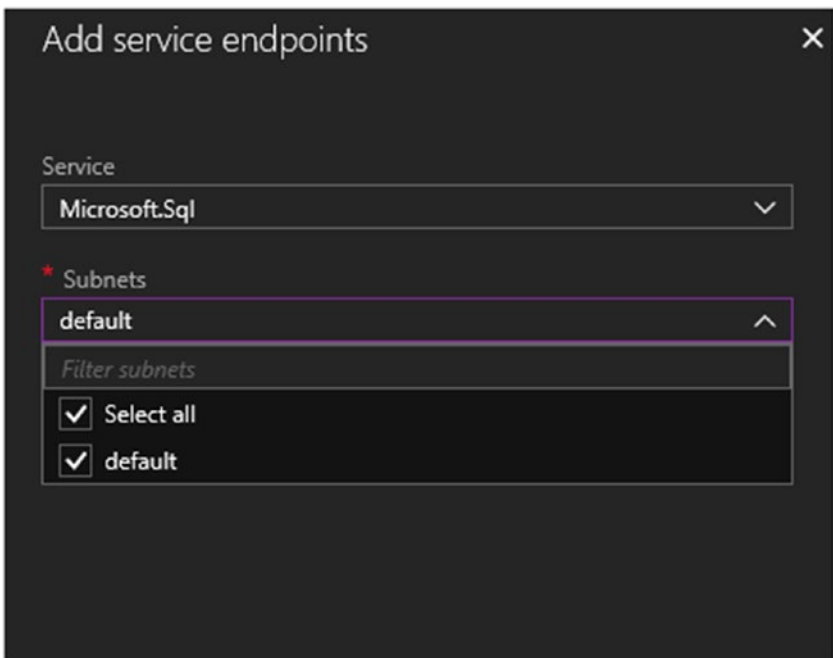 Add service endpoints
Service
Microsoft.Sql
* Subnets
default
Filter subnets
Select all
default